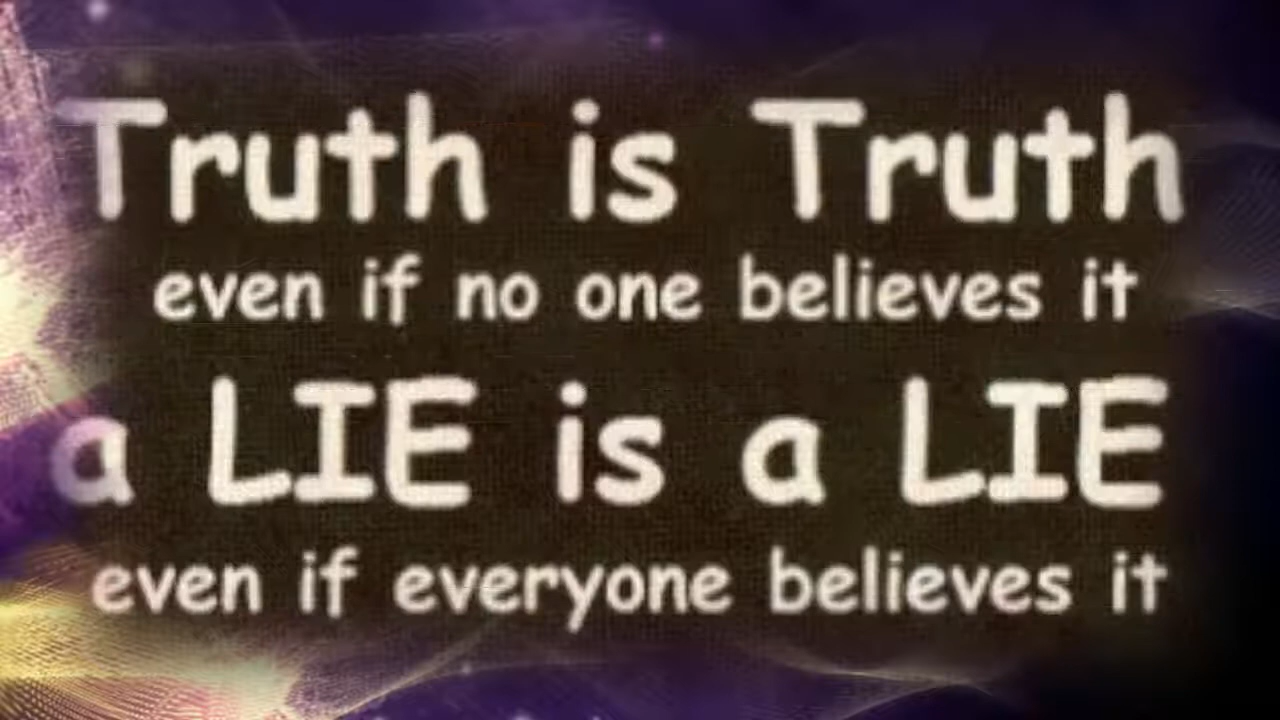 Truth is Truth
even if no one believes it
a LIE is a LIE
even if everyone believes it